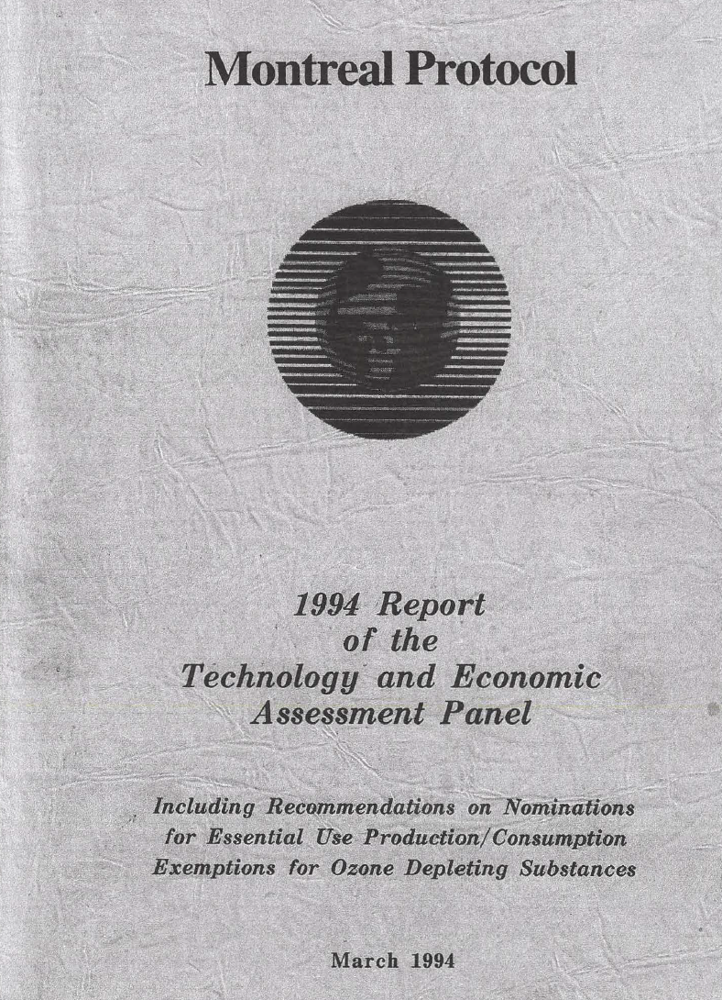 Montreal Protocol
1994 Report
of the
Technology and Economic
Assessment Panel
Including Recommendations on Nominations
for Essential Use Production/Consumption
Exemptions for Ozone Depleting Substances
March 1994